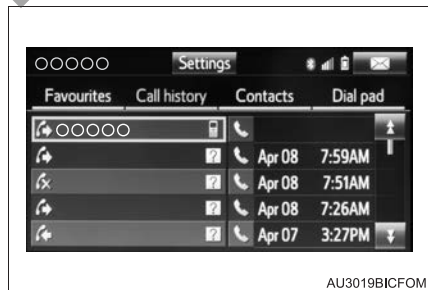 ○○○○○ Settings
Favourites Call history Contacts Dial pad
○○○○○
? Apr 08 7:59AM
? Apr 08 7:51AM
? Apr 08 7:26AM
? Apr 07 3:27PM
AU3019BICFOM